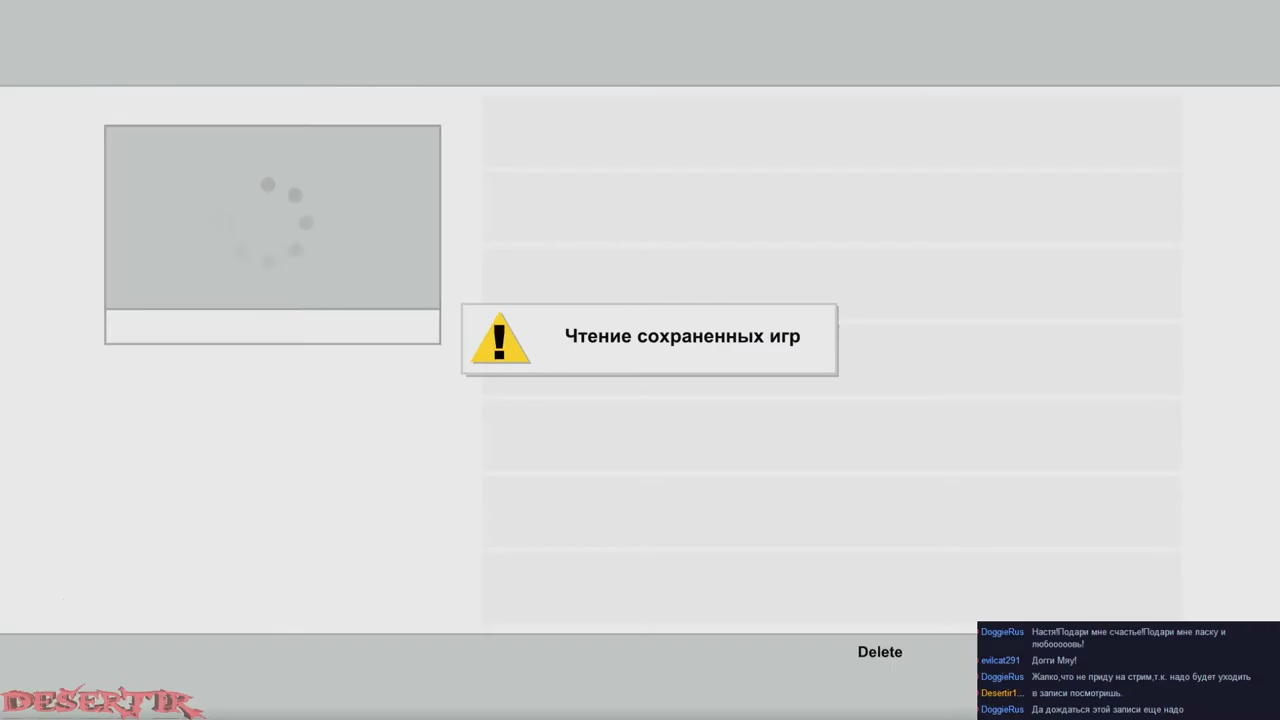 Чтение сохраненных игр
Delete
DESERTIR
DoggieRus Настя!Подари мне счастье!Подари мне ласку и
любооооовь!
evilcat291 Догги Мяу!
DoggieRus Жалко,что не приду на стрим,т.к. надо будет уходить
Desertir1... в записи посмотришь.
DoggieRus Да дождаться этой записи еще надо